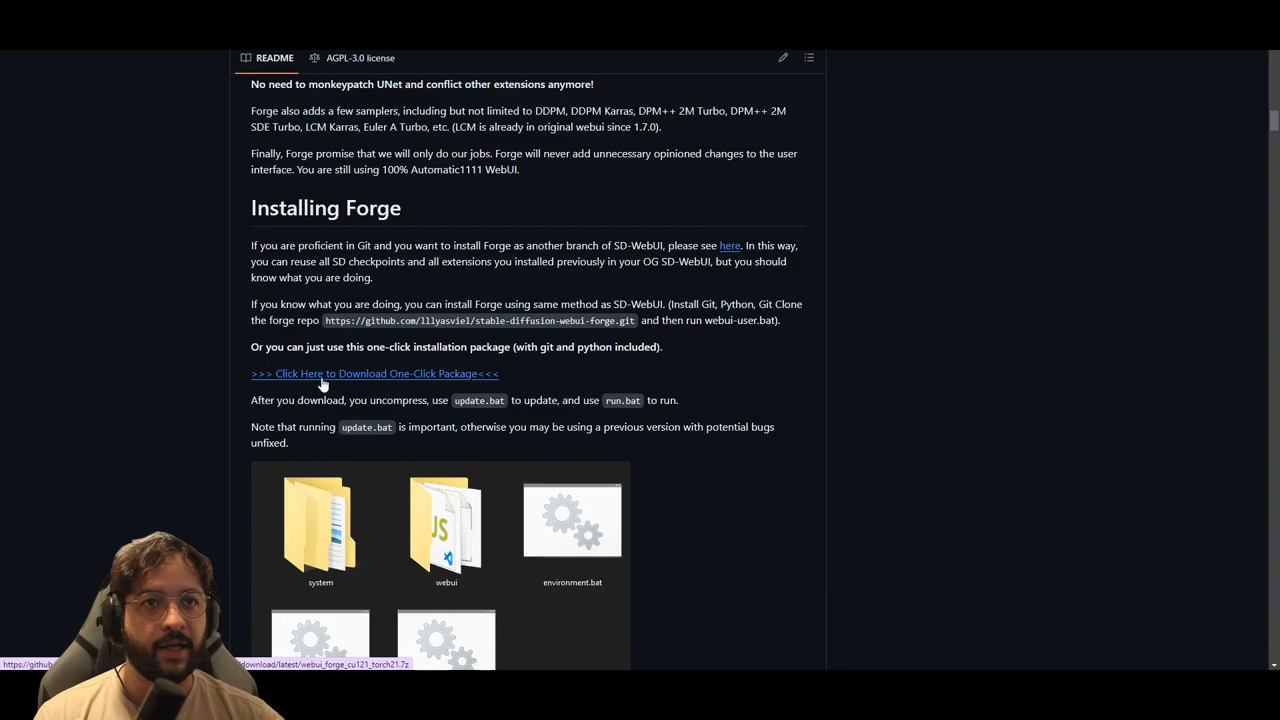 README
AGPL-3.0 license
No need to monkeypatch UNet and conflict other extensions anymore!
Forge also adds a few samplers, including but not limited to DDPM, DDPM Karras, DPM++ 2M Turbo, DPM++ 2M
SDE Turbo, LCM Karras, Euler A Turbo, etc. (LCM is already in original webui since 1.7.0).
Finally, Forge promise that we will only do our jobs. Forge will never add unnecessary opinioned changes to the user
interface. You are still using 100% Automatic1111 WebUI.
Installing Forge
If you are proficient in Git and you want to install Forge as another branch of SD-WebUI, please see here. In this way,
you can reuse all SD checkpoints and all extensions you installed previously in your OG SD-WebUI, but you should
know what you are doing.
If you know what you are doing, you can install Forge using same method as SD-WebUI. (Install Git, Python, Git Clone
the forge repo https://github.com/lllyasviel/stable-diffusion-webui-forge.git and then run webui-user.bat).
Or you can just use this one-click installation package (with git and python included).
>>> Click Here to Download One-Click Package<<<
After you download, you uncompress, use update.bat to update, and use run.bat to run.
Note that running update.bat is important, otherwise you may be using a previous version with potential bugs
unfixed.
JS
system
webui
environment.bat
https://github
download/latest/webui_forge_cu121_torch21.7z